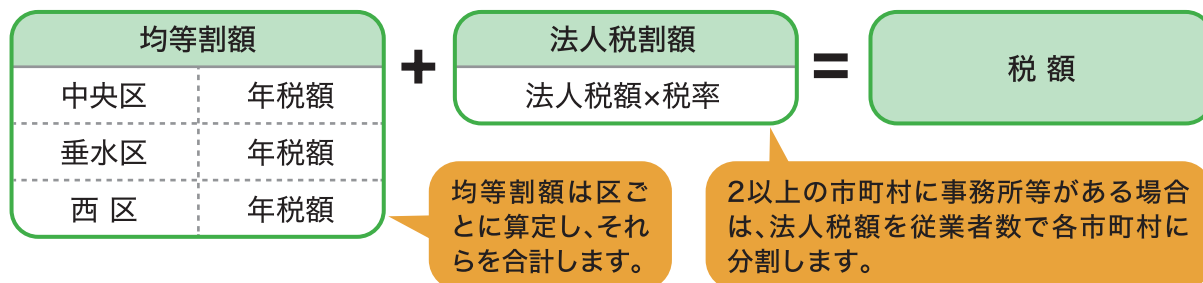 均等割額
中央区 年税額
垂水区 年税額
西 区 年税額
+
法人税割額
法人税額×税率
=
税 額
均等割額は区ご
とに算定し、それ
らを合計します。
2以上の市町村に事務所等がある場合
は、法人税額を従業者数で各市町村に
分割します。